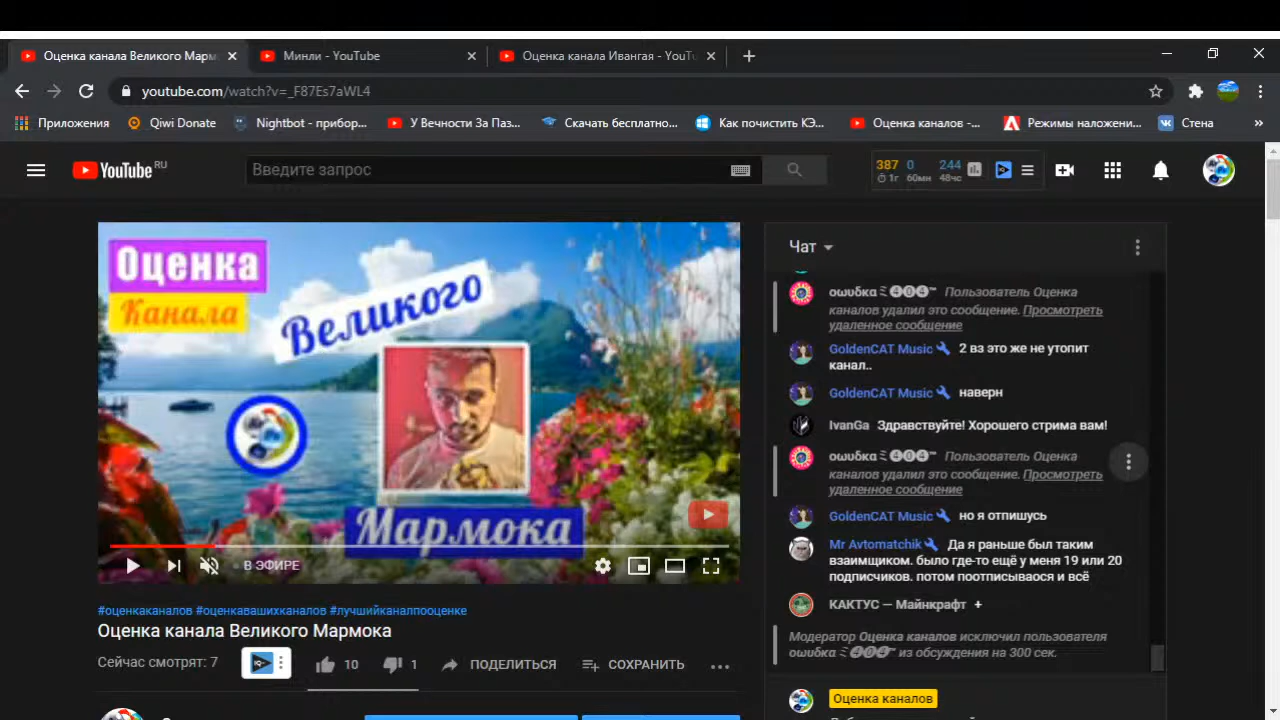 Оценка канала Великого Марм
Минли - YouTube
Оценка канала Ивангая - YouTu
youtube.com/watch?v=_F87Es7aWL4
Приложения
Qiwi Donate
Nightbot - прибор...
У Вечности За Паз...
Скачать бесплатно...
Как почистить КЭ...
Оценка каналов -...
Режимы наложени...
Стена
»
YouTube RU
Введите запрос
387 0 244
1г 60мн 48чс
Оценка
Канала
Великого
Мармока
В ЭФИРЕ
#оценкаканалов #оценкавашихканалов #лучшийканалпооценке
Оценка канала Великого Мармока
Сейчас смотрят: 7
10
1
ПОДЕЛИТЬСЯ
СОХРАНИТЬ
Чат
Пользователь Оценка
каналов удалил это сообщение. Просмотреть
удаленное сообщение
GoldenCAT Music 2 вз это же не утопит
канал..
GoldenCAT Music наверн
IvanGa Здравствуйте! Хорошего стрима вам!
Пользователь Оценка
каналов удалил это сообщение. Просмотреть
удаленное сообщение
GoldenCAT Music но я отпишусь
Mr Avtomatchik Да я раньше был таким
взаимщиком. было где-то ещё у меня 19 или 20
подписчиков. потом поотписываося и всё
КАКТУС — Майнкрафт +
Модератор Оценка каналов исключил пользователя
из обсуждения на 300 сек.
Оценка каналов